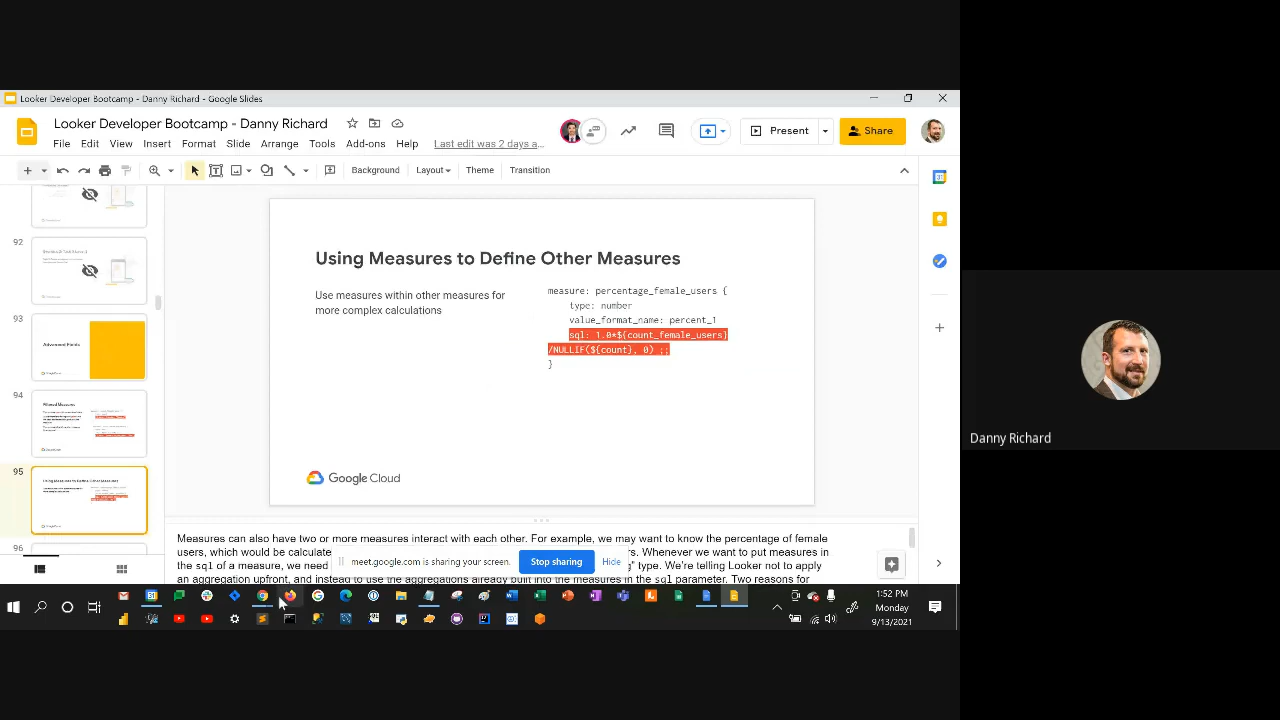 Looker Developer Bootcamp - Danny Richard - Google Slides
Looker Developer Bootcamp - Danny Richard
File Edit View Insert Format Slide Arrange Tools Add-ons Help Last edit was 2 days a...
Present
Share
Background Layout Theme Transition
92
93
Advanced Fields
94
Filtered Measures
95
Using Measures to Define Other Measures
96
Using Measures to Define Other Measures
Use measures within other measures for
more complex calculations
measure: percentage_female_users {
type: number
value_format_name: percent_1
sql: 1.0*${count_female_users}
/NULLIF(${count}, 0) ;;
}
Google Cloud
Measures can also have two or more measures interact with each other. For example, we may want to know the percentage of female
users, which would be calculate
rs. Whenever we want to put measures in
the sql of a measure, we need
" type. We're telling Looker not to apply
an aggregation upfront, and instead to use the aggregations already built into the measures in the sql parameter. Two reasons for
meet.google.com is sharing your screen.
Stop sharing
Hide
1:52 PM
Monday
9/13/2021
Danny Richard